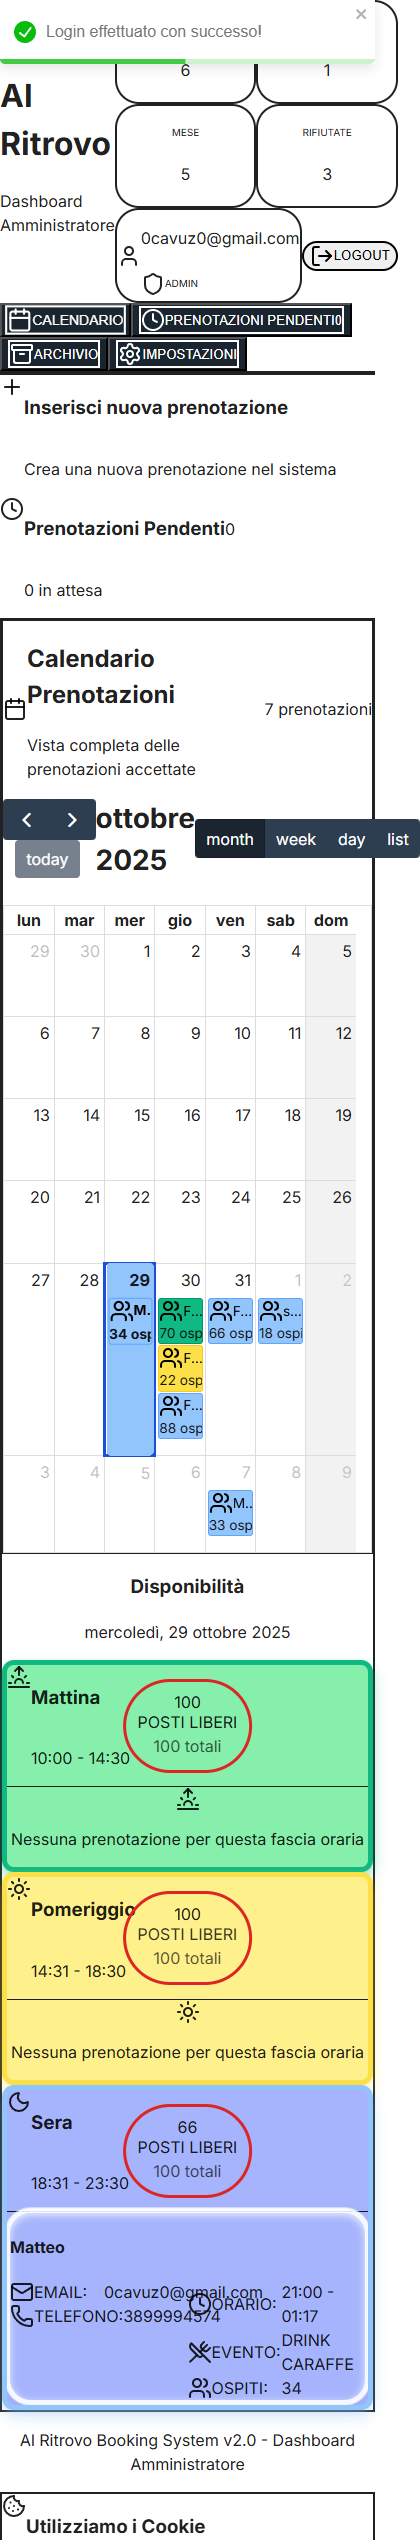 Login effettuato con successo!
6
1
Al
Ritrovo
MESE
5
RIFIUTATE
3
Dashboard
Amministratore
0cavuz0@gmail.com
ADMIN
LOGOUT
CALENDARIO
PRENOTAZIONI PENDENTI0
ARCHIVIO
IMPOSTAZIONI
Inserisci nuova prenotazione
Crea una nuova prenotazione nel sistema
Prenotazioni Pendenti0
0 in attesa
Calendario
Prenotazioni
7 prenotazioni
Vista completa delle
prenotazioni accettate
today
ottobre
2025
month week day list
lun mar mer gio ven sab dom
29 30 1 2 3 4 5
6 7 8 9 10 11 12
13 14 15 16 17 18 19
20 21 22 23 24 25 26
27 28 29 30 31 1 2
M. F... F... s...
34 osp 70 osp 66 osp 18 ospi
F...
22 osp
F...
88 osp
3 4 5 6 7 8 9
M..
33 osp
Disponibilità
mercoledì, 29 ottobre 2025
Mattina
10:00 - 14:30
100
POSTI LIBERI
100 totali
Nessuna prenotazione per questa fascia oraria
Pomeriggio
14:31 - 18:30
100
POSTI LIBERI
100 totali
Nessuna prenotazione per questa fascia oraria
Sera
18:31 - 23:30
66
POSTI LIBERI
100 totali
Matteo
EMAIL: 0cavuz0@gmail.com
TELEFONO:3899994574
ORARIO: 21:00 -
01:17
EVENTO: DRINK
CARAFFE
OSPITI: 34
Al Ritrovo Booking System v2.0 - Dashboard
Amministratore
Utilizziamo i Cookie